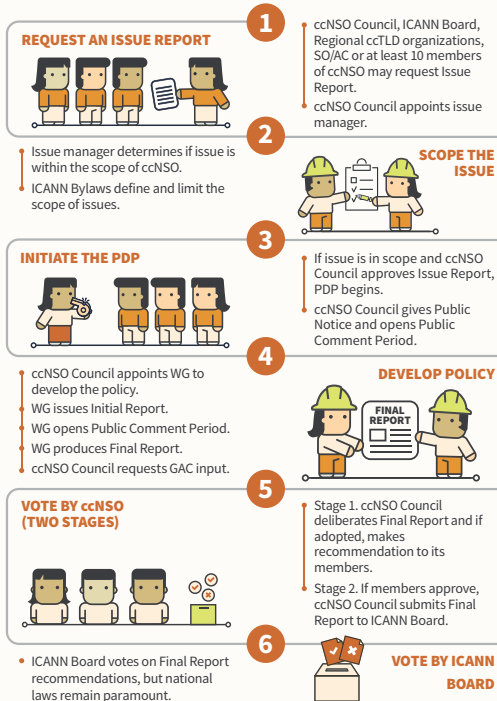 1
REQUEST AN ISSUE REPORT
ccNSO Council, ICANN Board,
Regional ccTLD organizations,
SO/AC or at least 10 members
of ccNSO may request Issue
Report.
ccNSO Council appoints issue
manager.
2
SCOPE THE
ISSUE
Issue manager determines if issue is
within the scope of ccNSO.
ICANN Bylaws define and limit the
scope of issues.
3
INITIATE THE PDP
If issue is in scope and ccNSO
Council approves Issue Report,
PDP begins.
ccNSO Council gives Public
Notice and opens Public
Comment Period.
4
DEVELOP POLICY
ccNSO Council appoints WG to
develop the policy.
WG issues Initial Report.
WG opens Public Comment Period.
WG produces Final Report.
ccNSO Council requests GAC input.
FINAL
REPORT
5
VOTE BY ccNSO
(TWO STAGES)
Stage 1. ccNSO Council
deliberates Final Report and if
adopted, makes
recommendation to its
members.
Stage 2. If members approve,
ccNSO Council submits Final
Report to ICANN Board.
6
VOTE BY ICANN
BOARD
ICANN Board votes on Final Report
recommendations, but national
laws remain paramount.